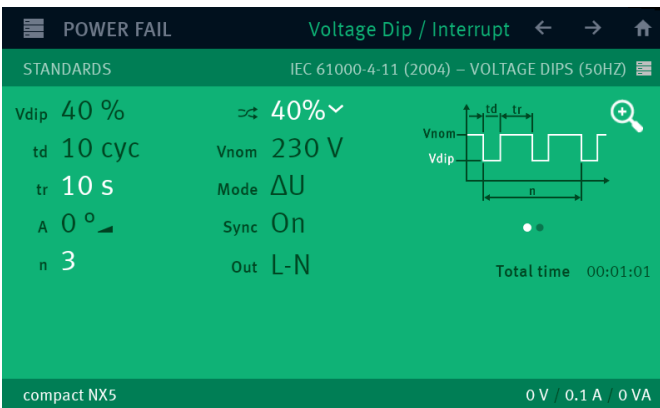 POWER FAIL Voltage Dip / Interrupt
STANDARDS IEC 61000-4-11 (2004) – VOLTAGE DIPS (50HZ)
Vdip 40 % 40%
td 10 cyc Vnom 230 V
tr 10 s Mode ΔU
A 0 ° Sync On
n 3 Out L-N
td tr
Vnom
Vdip
n
Total time 00:01:01
compact NX5 0 V / 0.1 A / 0 VA